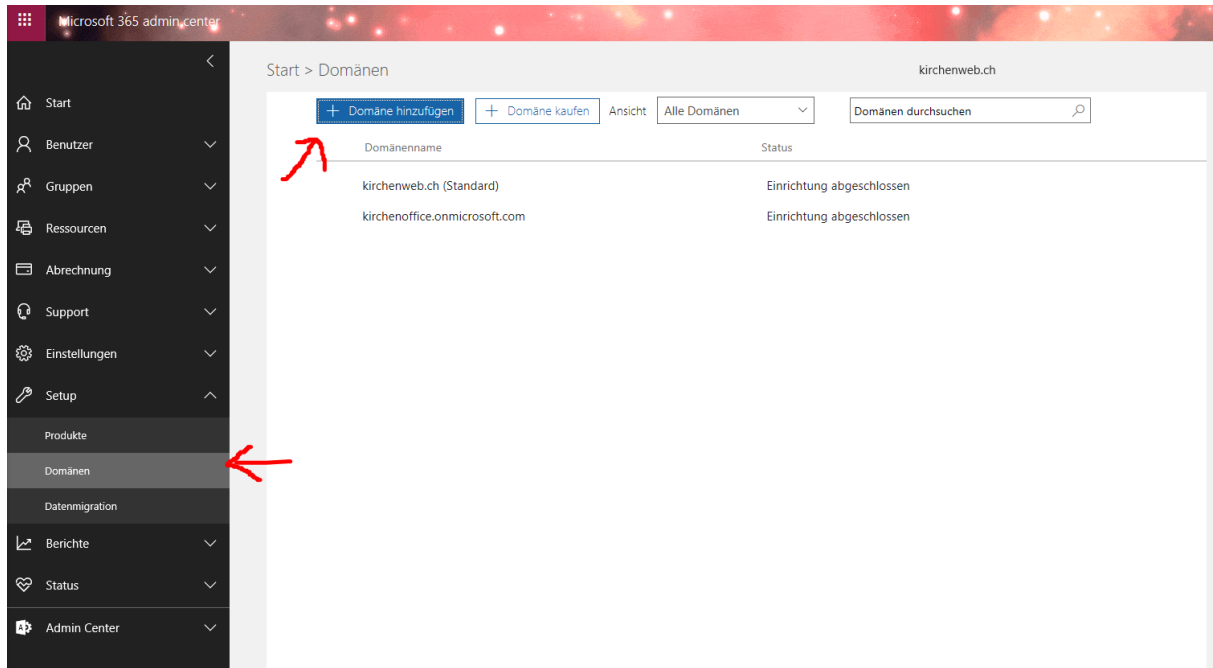 Microsoft 365 admin center
Start > Domänen
kirchenweb.ch
Domäne hinzufügen
Domäne kaufen
Ansicht
Alle Domänen
Domänen durchsuchen
Domänenname
Status
kirchenweb.ch (Standard)
Einrichtung abgeschlossen
kirchenoffice.onmicrosoft.com
Einrichtung abgeschlossen
Start
Benutzer
Gruppen
Ressourcen
Abrechnung
Support
Einstellungen
Setup
Produkte
Domänen
Datenmigration
Berichte
Status
Admin Center